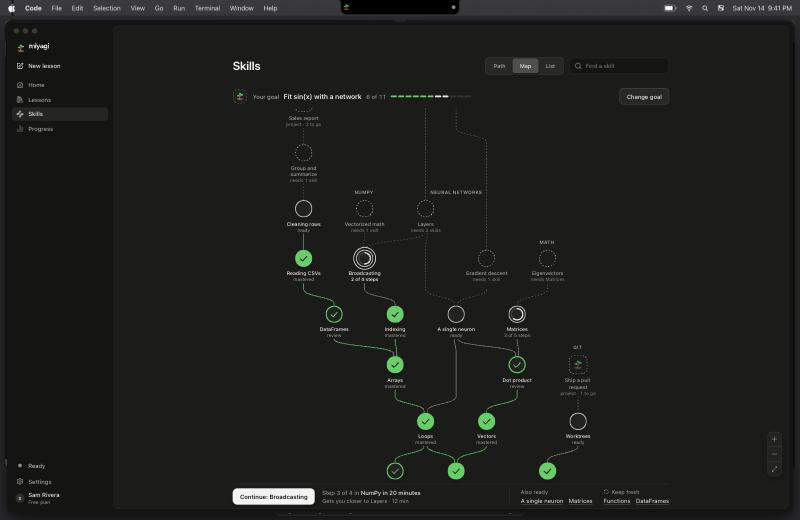 Code File Edit Selection View Go Run Terminal Window Help
Sat Nov 14 9:41 PM
miyagi
New lesson
Home
Lessons
Skills
Progress
Ready
Settings
S Sam Rivera
Free plan
Skills
Path Map List
Find a skill
Your goal Fit sin(x) with a network 6 of 11
Change goal
Sales report
project · 3 to go
Group and
summarize
needs 1 skill
NUMPY
NEURAL NETWORKS
Cleaning rows
ready
Vectorized math
needs 1 skill
Layers
needs 3 skills
MATH
Reading CSVs
mastered
Broadcasting
2 of 4 steps
Gradient descent
needs 1 skill
Eigenvectors
needs Matrices
DataFrames
review
Indexing
mastered
A single neuron
ready
Matrices
3 of 5 steps
GIT
Arrays
mastered
Dot product
review
Ship a pull
request
project · 1 to go
Loops
mastered
Vectors
mastered
Worktrees
ready
Continue: Broadcasting
Step 3 of 4 in NumPy in 20 minutes
Gets you closer to Layers · 12 min
Also ready
A single neuron Matrices
Keep fresh
Functions DataFrames